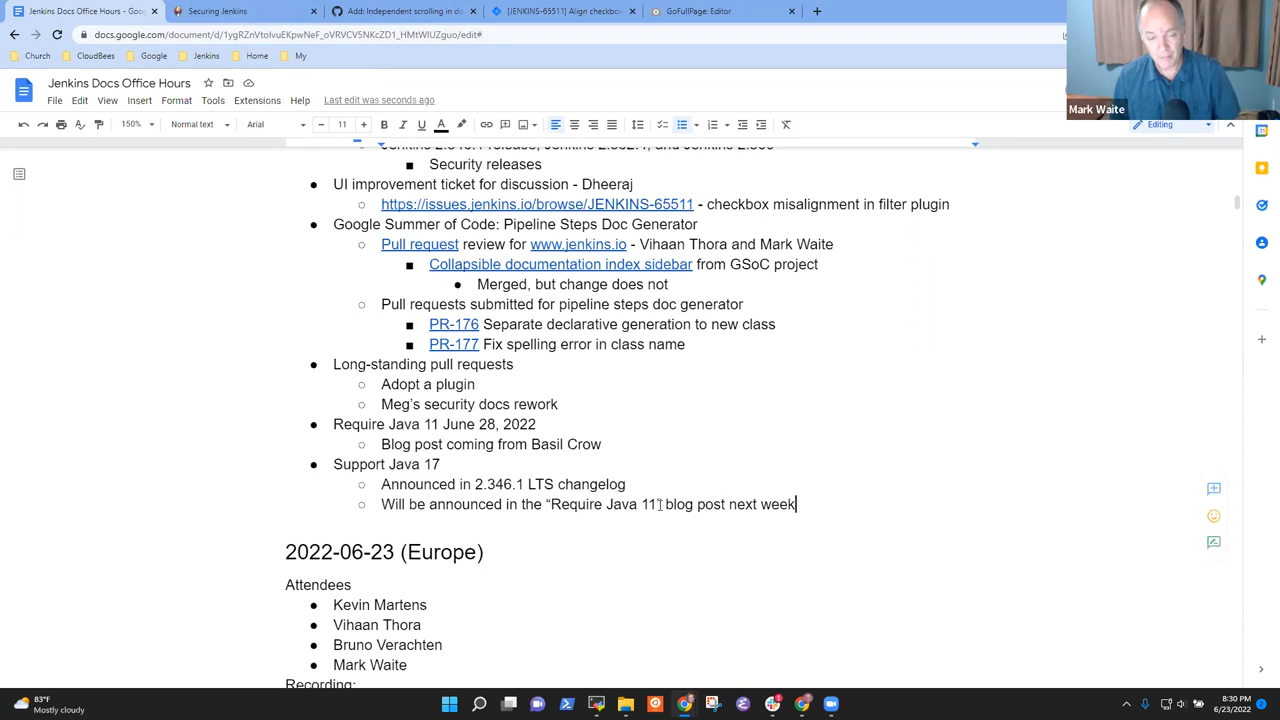 Jenkins Docs Office Hours - Goo
Securing Jenkins
Add: Independent scrolling in do
[JENKINS-65511] Align checkbox
GoFullPage: Editor
docs.google.com/document/d/1ygRZnVtoIvuEKpwNeF_oVRVCV5NKcZD1_HMtWIUZguo/edit#
Church
CloudBees
Google
Jenkins
Home
My
Mark Waite
Jenkins Docs Office Hours
File Edit View Insert Format Tools Extensions Help Last edit was seconds ago
150% Normal text Arial 11 Editing
Security releases
UI improvement ticket for discussion - Dheeraj
https://issues.jenkins.io/browse/JENKINS-65511 - checkbox misalignment in filter plugin
Google Summer of Code: Pipeline Steps Doc Generator
Pull request review for www.jenkins.io - Vihaan Thora and Mark Waite
Collapsible documentation index sidebar from GSoC project
Merged, but change does not
Pull requests submitted for pipeline steps doc generator
PR-176 Separate declarative generation to new class
PR-177 Fix spelling error in class name
Long-standing pull requests
Adopt a plugin
Meg's security docs rework
Require Java 11 June 28, 2022
Blog post coming from Basil Crow
Support Java 17
Announced in 2.346.1 LTS changelog
Will be announced in the “Require Java 11” blog post next week
2022-06-23 (Europe)
Attendees
Kevin Martens
Vihaan Thora
Bruno Verachten
Mark Waite
Recording:
83°F
Mostly cloudy
8:30 PM
6/23/2022